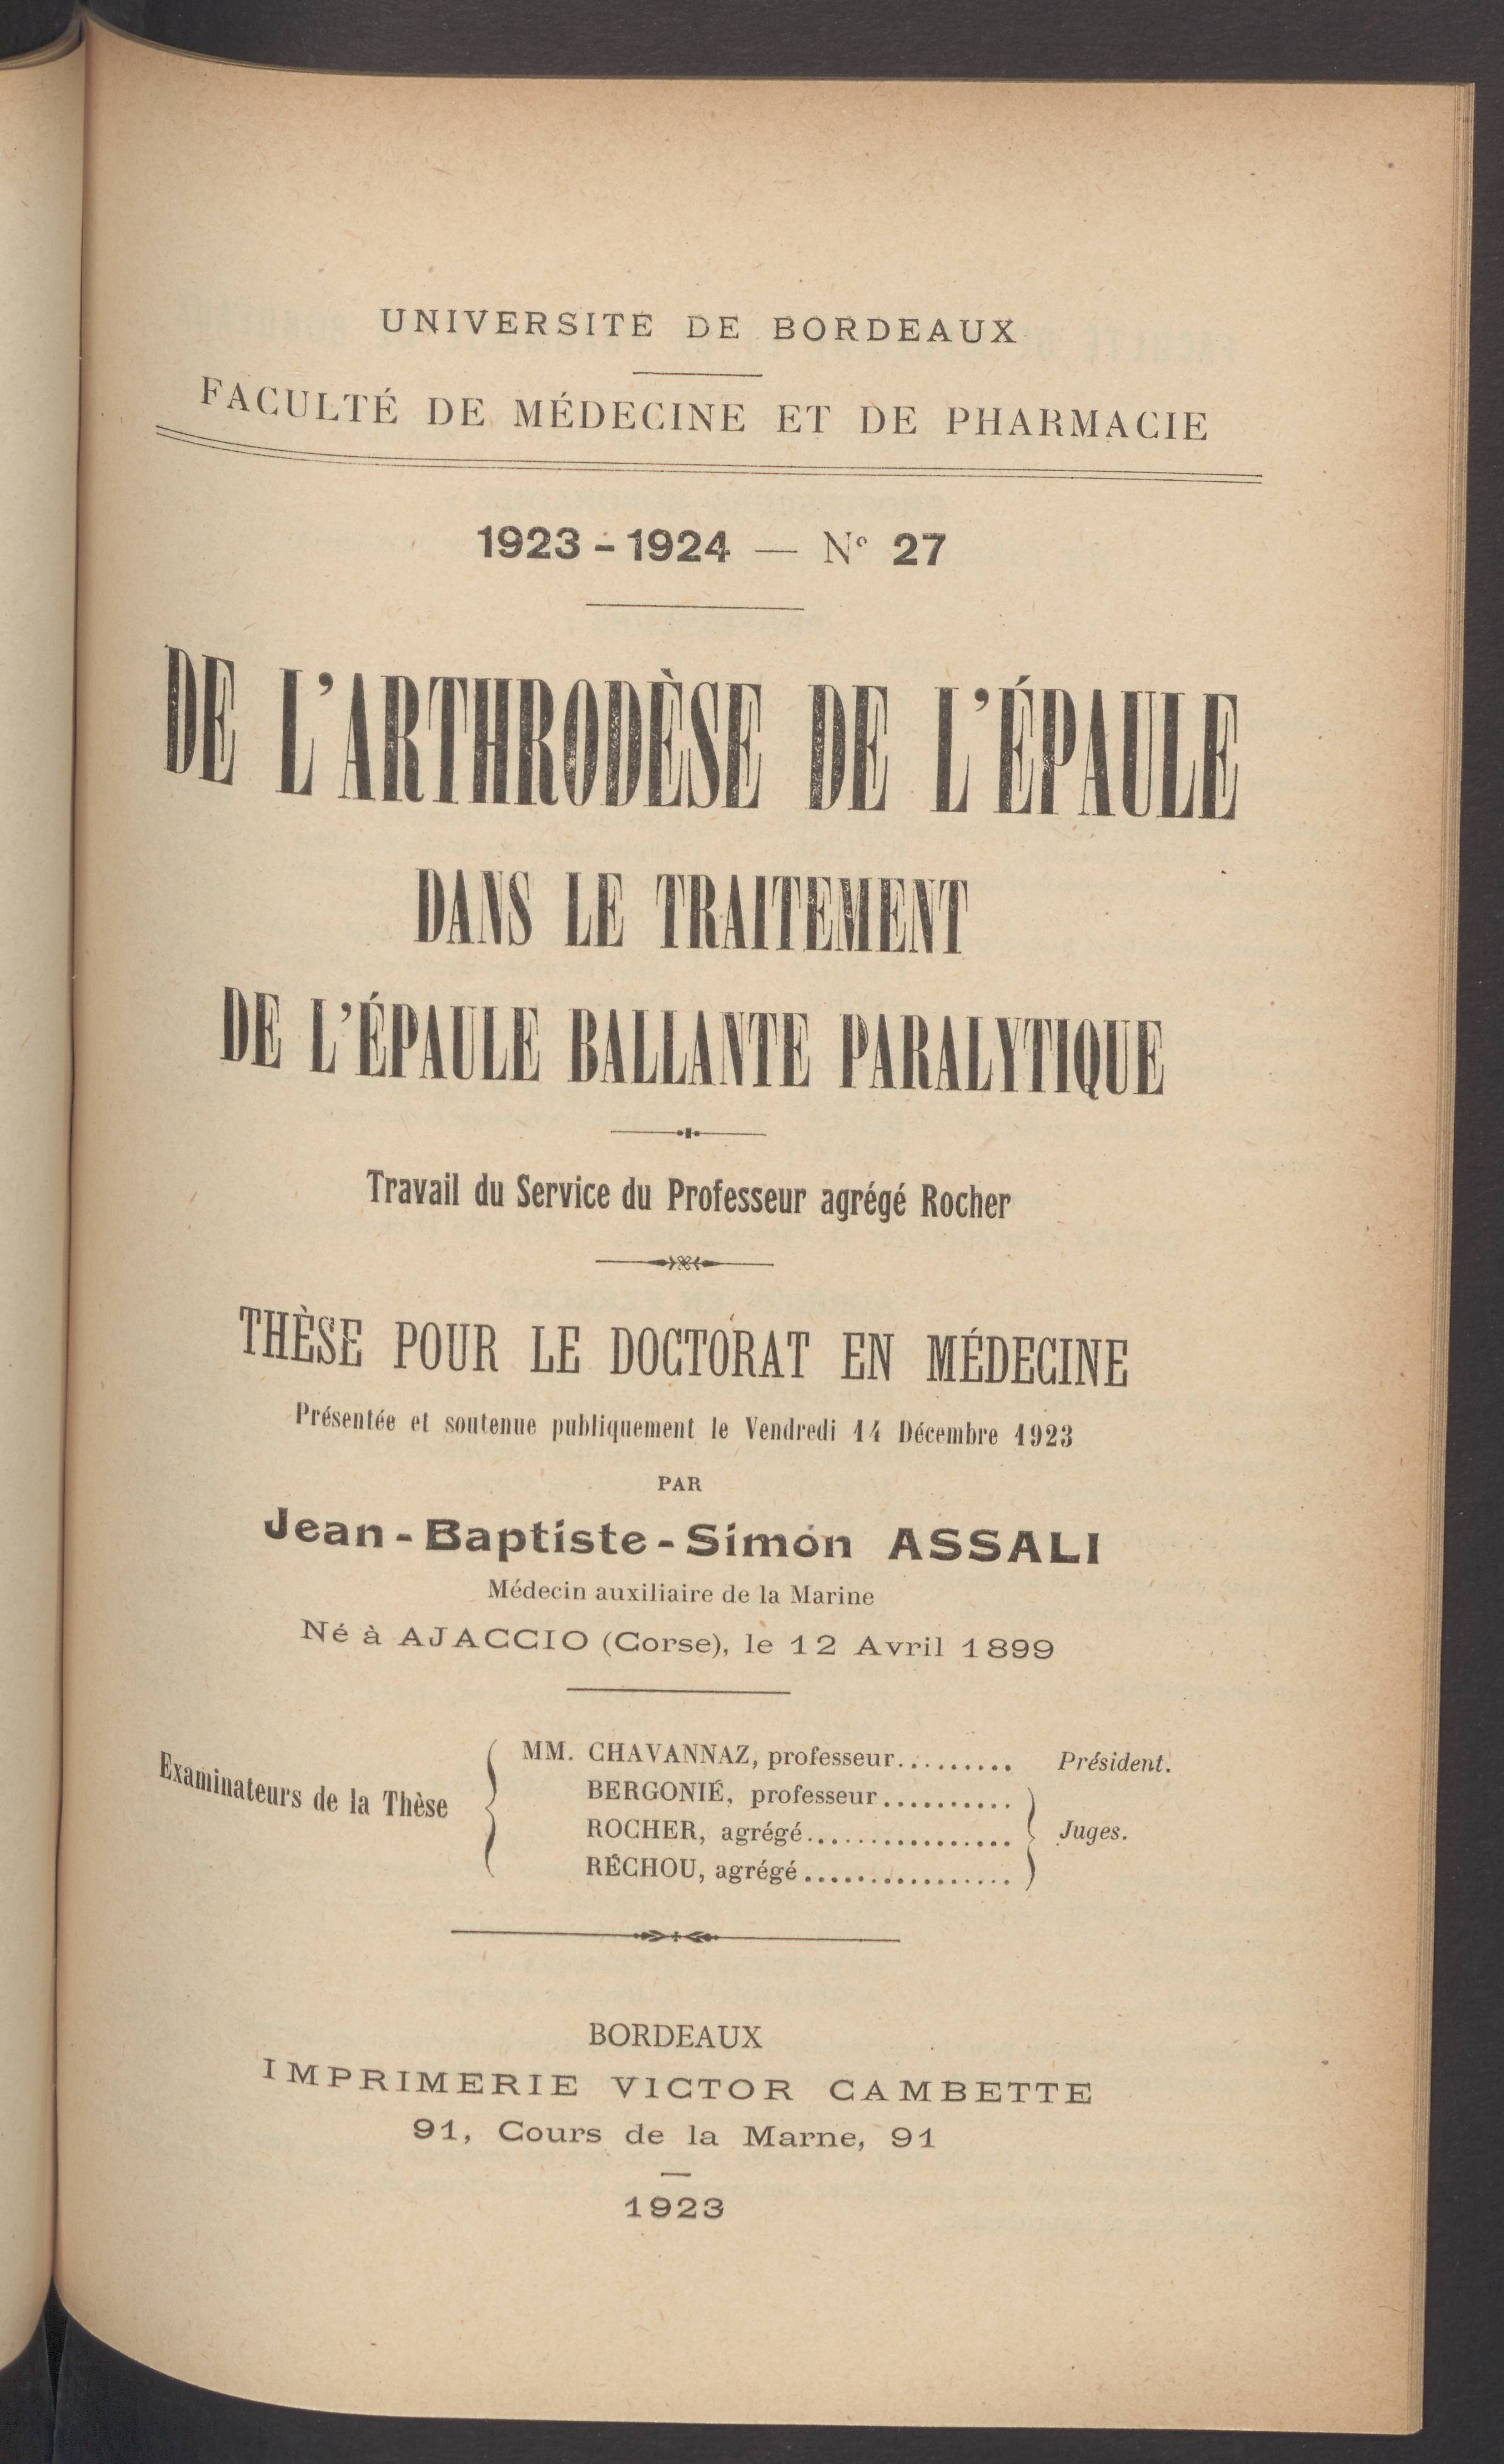 UNIVERSITÉ DE BORDEAUX
FACULTÉ DE MÉDECINE ET DE PHARMACIE
1923 - 1924 — N° 27
DE L'ARTHRODÈSE DE L'ÉPAULE
DANS LE TRAITEMENT
DE L'ÉPAULE BALLANTE PARALYTIQUE
Travail du Service du Professeur agrégé Rocher
THÈSE POUR LE DOCTORAT EN MÉDECINE
Présentée et soutenue publiquement le Vendredi 14 Décembre 1923
PAR
Jean-Baptiste-Simon ASSALI
Médecin auxiliaire de la Marine
Né à AJACCIO (Corse), le 12 Avril 1899
Examinateurs de la Thèse
MM. CHAVANNAZ, professeur......... Président.
BERGONIÉ, professeur..........
ROCHER, agrégé................ Juges.
RÉCHOU, agrégé................
BORDEAUX
IMPRIMERIE VICTOR CAMBETTE
91, Cours de la Marne, 91
1923